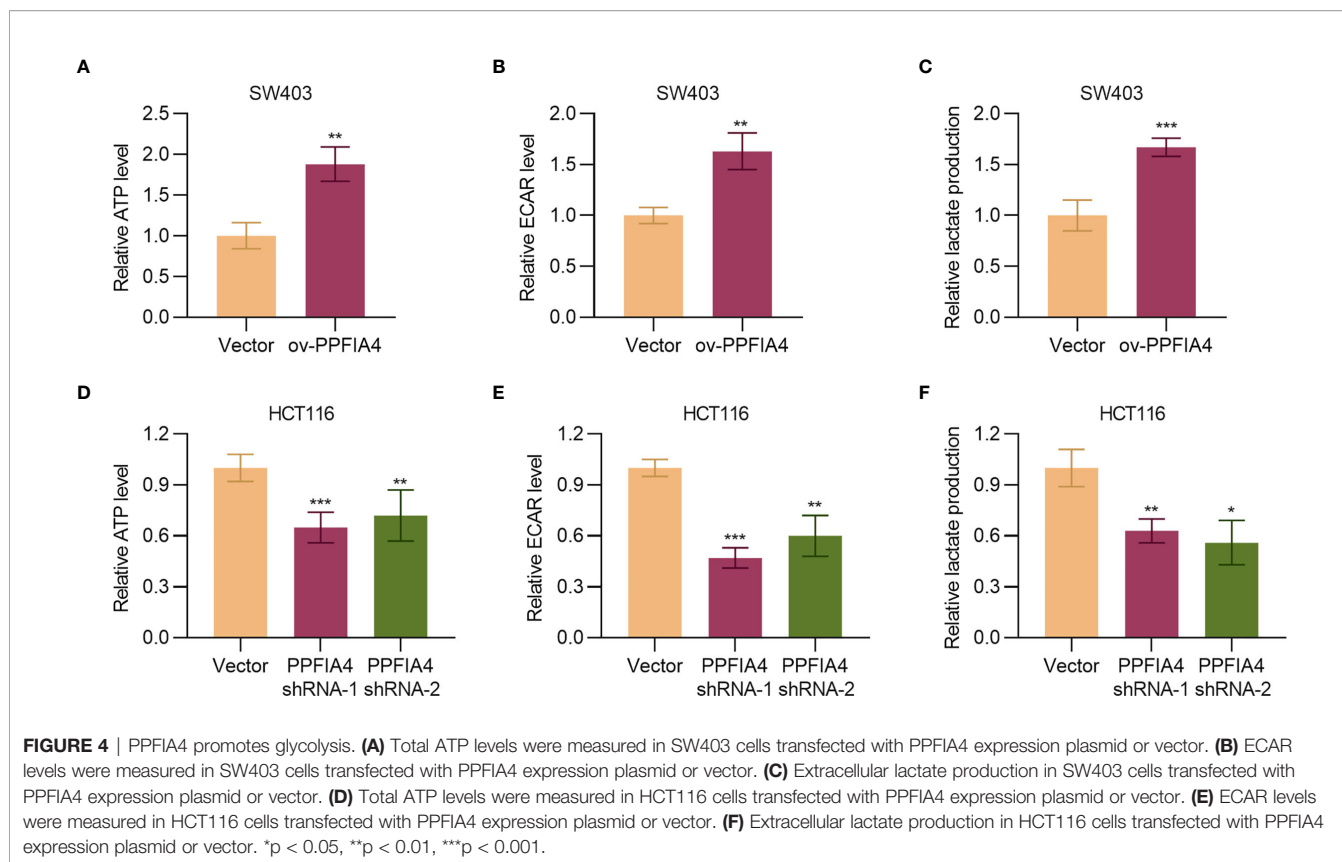 A
SW403
Relative ATP level
2.5
2.0
1.5
1.0
0.5
0.0
**
Vector ov-PPFIA4
B
SW403
Relative ECAR level
2.0
1.5
1.0
0.5
0.0
**
Vector ov-PPFIA4
C
SW403
Relative lactate production
2.0
1.5
1.0
0.5
0.0
***
Vector ov-PPFIA4
D
HCT116
Relative ATP level
1.2
0.9
0.6
0.3
0.0
***
**
Vector PPFIA4 PPFIA4
shRNA-1 shRNA-2
E
HCT116
Relative ECAR level
1.2
0.9
0.6
0.3
0.0
***
**
Vector PPFIA4 PPFIA4
shRNA-1 shRNA-2
F
HCT116
Relative lactate production
1.2
0.9
0.6
0.3
0.0
**
*
Vector PPFIA4 PPFIA4
shRNA-1 shRNA-2
FIGURE 4 | PPFIA4 promotes glycolysis. (A) Total ATP levels were measured in SW403 cells transfected with PPFIA4 expression plasmid or vector. (B) ECAR
levels were measured in SW403 cells transfected with PPFIA4 expression plasmid or vector. (C) Extracellular lactate production in SW403 cells transfected with
PPFIA4 expression plasmid or vector. (D) Total ATP levels were measured in HCT116 cells transfected with PPFIA4 expression plasmid or vector. (E) ECAR levels
were measured in HCT116 cells transfected with PPFIA4 expression plasmid or vector. (F) Extracellular lactate production in HCT116 cells transfected with PPFIA4
expression plasmid or vector. *p < 0.05, **p < 0.01, ***p < 0.001.